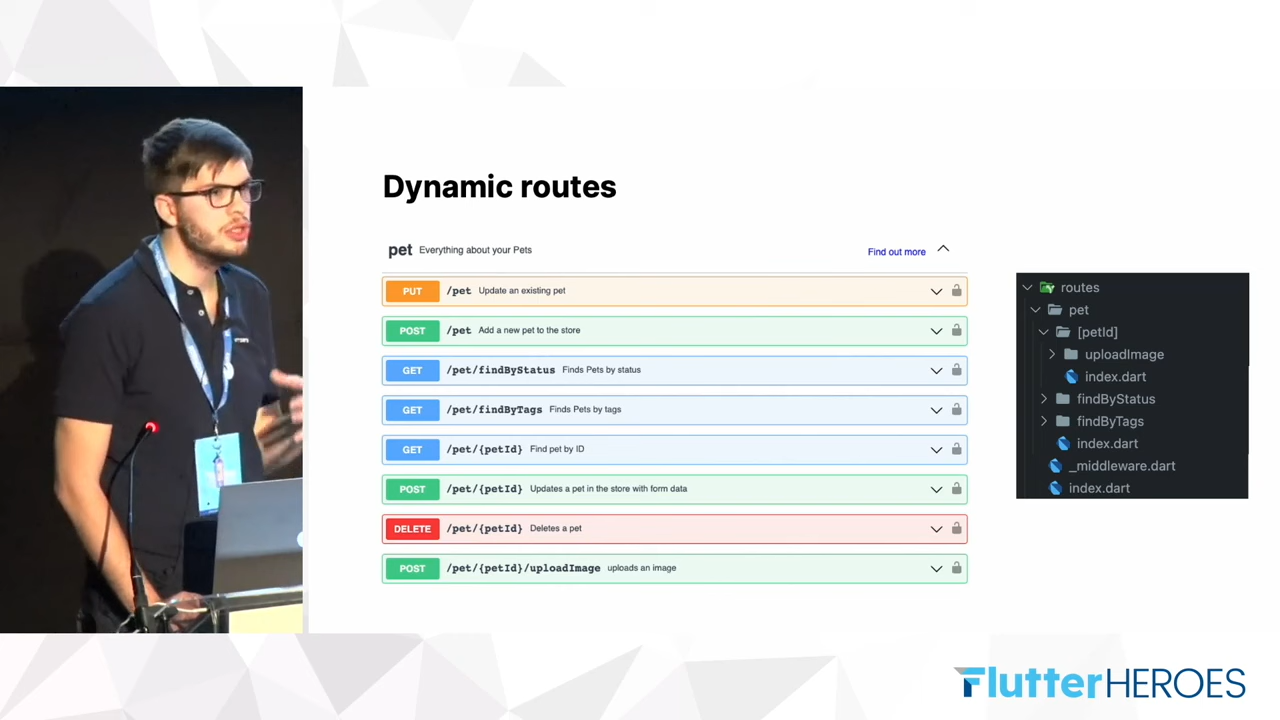 Dynamic routes
pet Everything about your Pets
Find out more
PUT /pet Update an existing pet
POST /pet Add a new pet to the store
GET /pet/findByStatus Finds Pets by status
GET /pet/findByTags Finds Pets by tags
GET /pet/{petId} Find pet by ID
POST /pet/{petId} Updates a pet in the store with form data
DELETE /pet/{petId} Deletes a pet
POST /pet/{petId}/uploadImage uploads an image
routes
pet
[petId]
uploadImage
index.dart
findByStatus
findByTags
index.dart
_middleware.dart
index.dart
FlutterHEROES